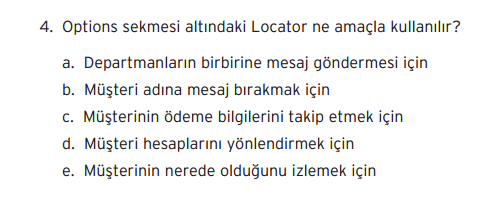 4. Options sekmesi altındaki Locator ne amaçla kullanılır?
a. Departmanların birbirine mesaj göndermesi için
b. Müşteri adına mesaj bırakmak için
c. Müşterinin ödeme bilgilerini takip etmek için
d. Müşteri hesaplarını yönlendirmek için
e. Müşterinin nerede olduğunu izlemek için